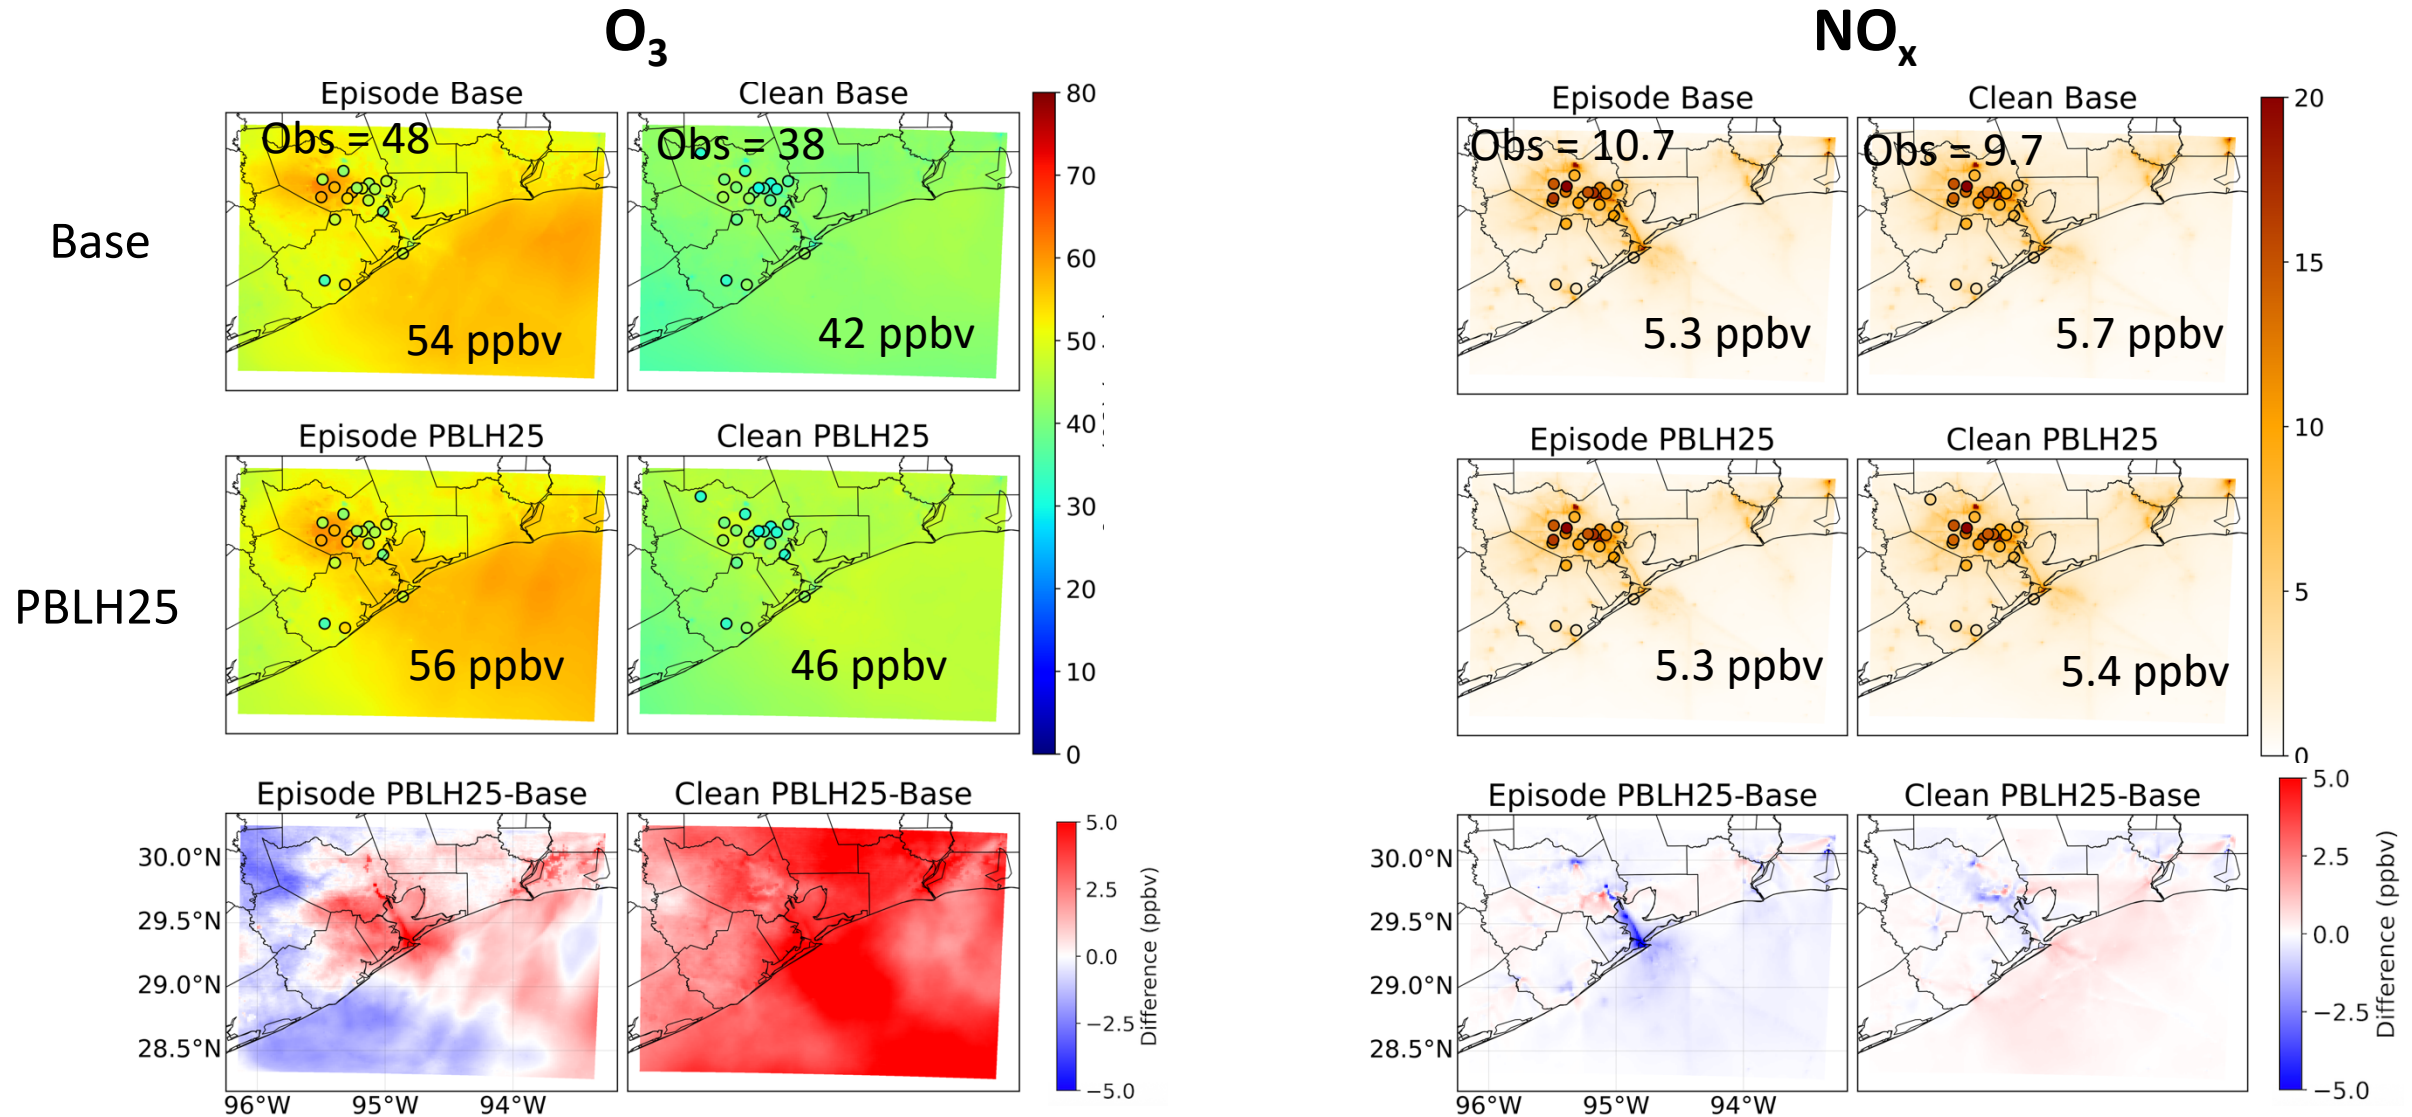 O3
NOx
Episode Base
Clean Base
Obs = 48
Obs = 38
54 ppbv
42 ppbv
Base
80
70
60
50
40
30
20
10
0
Episode Base
Clean Base
Obs = 10.7
Obs = 9.7
5.3 ppbv
5.7 ppbv
20
15
10
5
0
PBLH25
Episode PBLH25
Clean PBLH25
56 ppbv
46 ppbv
Episode PBLH25
Clean PBLH25
5.3 ppbv
5.4 ppbv
Episode PBLH25-Base
Clean PBLH25-Base
30.0°N
29.5°N
29.0°N
28.5°N
96°W
95°W
94°W
5.0
2.5
0.0
−2.5
−5.0
Difference (ppbv)
Episode PBLH25-Base
Clean PBLH25-Base
30.0°N
29.5°N
29.0°N
28.5°N
96°W
95°W
94°W
5.0
2.5
0.0
−2.5
−5.0
Difference (ppbv)